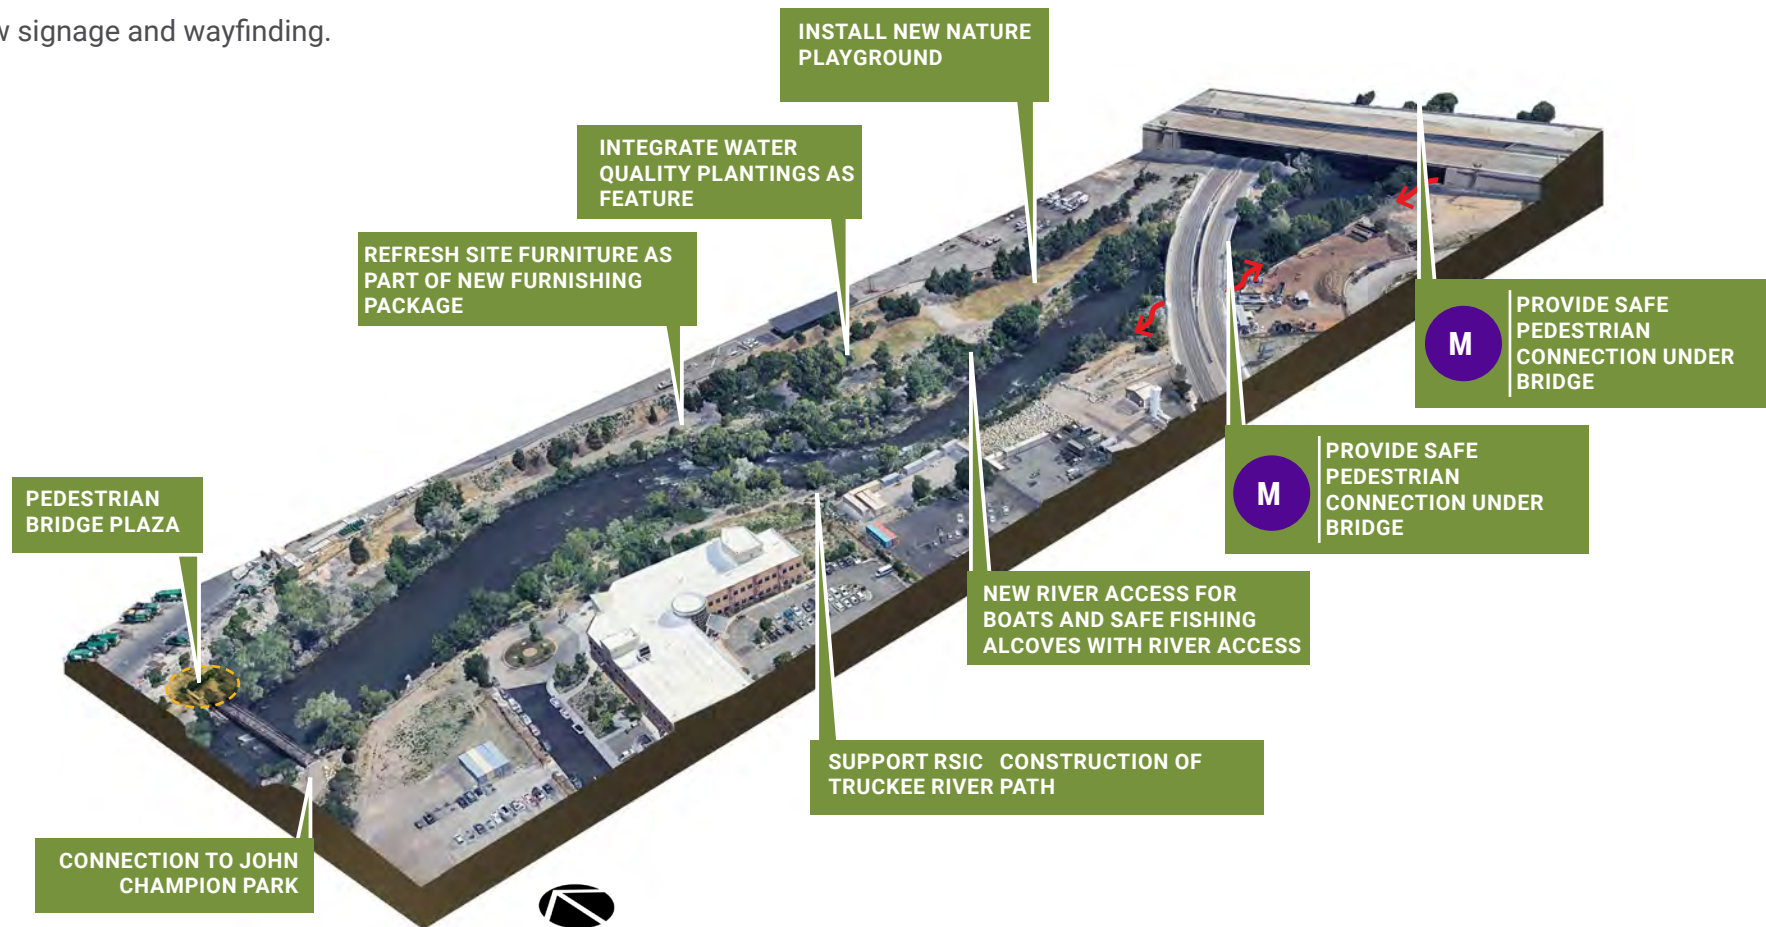 signage and wayfinding.
INSTALL NEW NATURE
PLAYGROUND
INTEGRATE WATER
QUALITY PLANTINGS AS
FEATURE
REFRESH SITE FURNITURE AS
PART OF NEW FURNISHING
PACKAGE
M
PROVIDE SAFE
PEDESTRIAN
CONNECTION UNDER
BRIDGE
M
PROVIDE SAFE
PEDESTRIAN
CONNECTION UNDER
BRIDGE
PEDESTRIAN
BRIDGE PLAZA
NEW RIVER ACCESS FOR
BOATS AND SAFE FISHING
ALCOVES WITH RIVER ACCESS
SUPPORT RSIC CONSTRUCTION OF
TRUCKEE RIVER PATH
CONNECTION TO JOHN
CHAMPION PARK